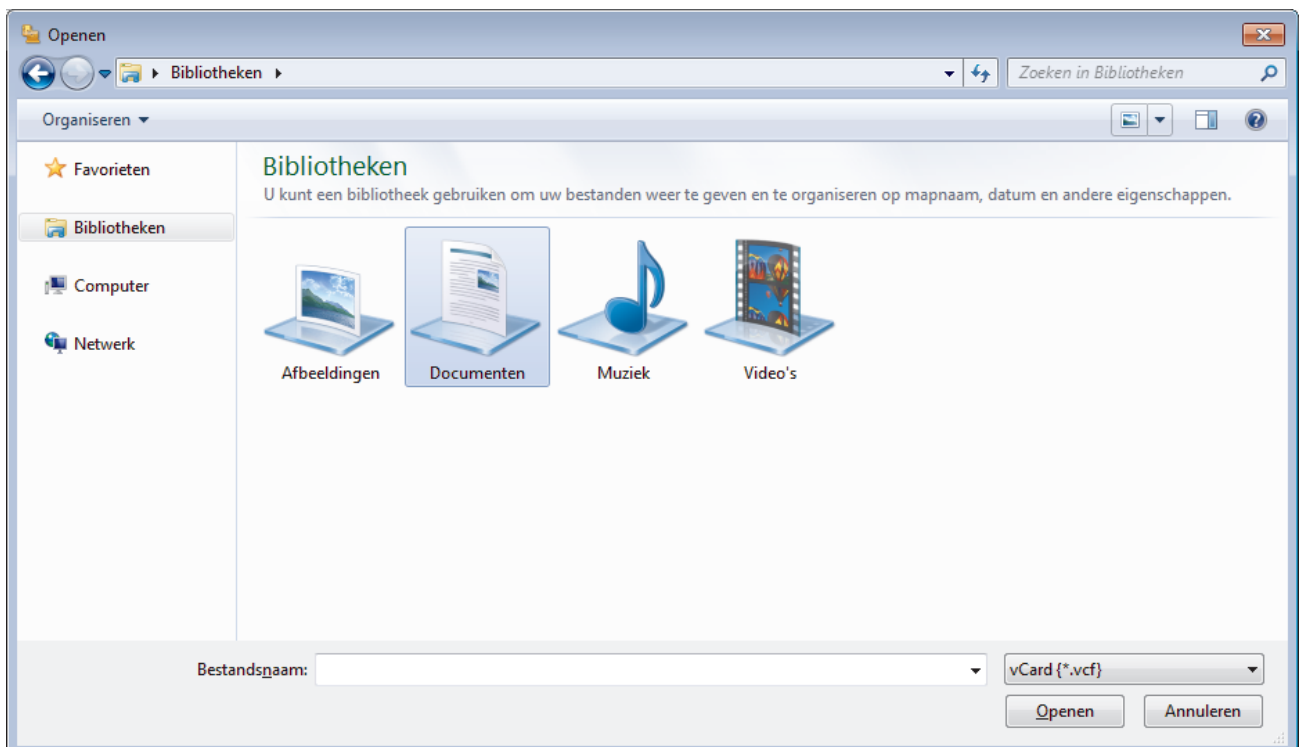 Openen
Bibliotheken
Zoeken in Bibliotheken
Organiseren
Favorieten
Bibliotheken
Computer
Netwerk
Bibliotheken
U kunt een bibliotheek gebruiken om uw bestanden weer te geven en te organiseren op mapnaam, datum en andere eigenschappen.
Afbeeldingen
Documenten
Muziek
Video's
Bestandsnaam:
vCard {*.vcf}
Openen
Annuleren